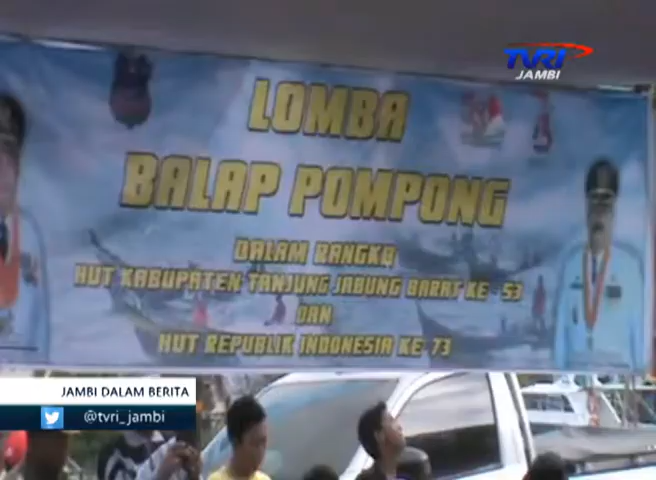 TVRI
JAMBI
LOMBA
BALAP POMPONG
DALAM RANGKA
HUT KABUPATEN TANJUNG JABUNG BARAT KE - 53
DAN
HUT REPUBLIK INDONESIA KE - 73
JAMBI DALAM BERITA
@tvri_jambi